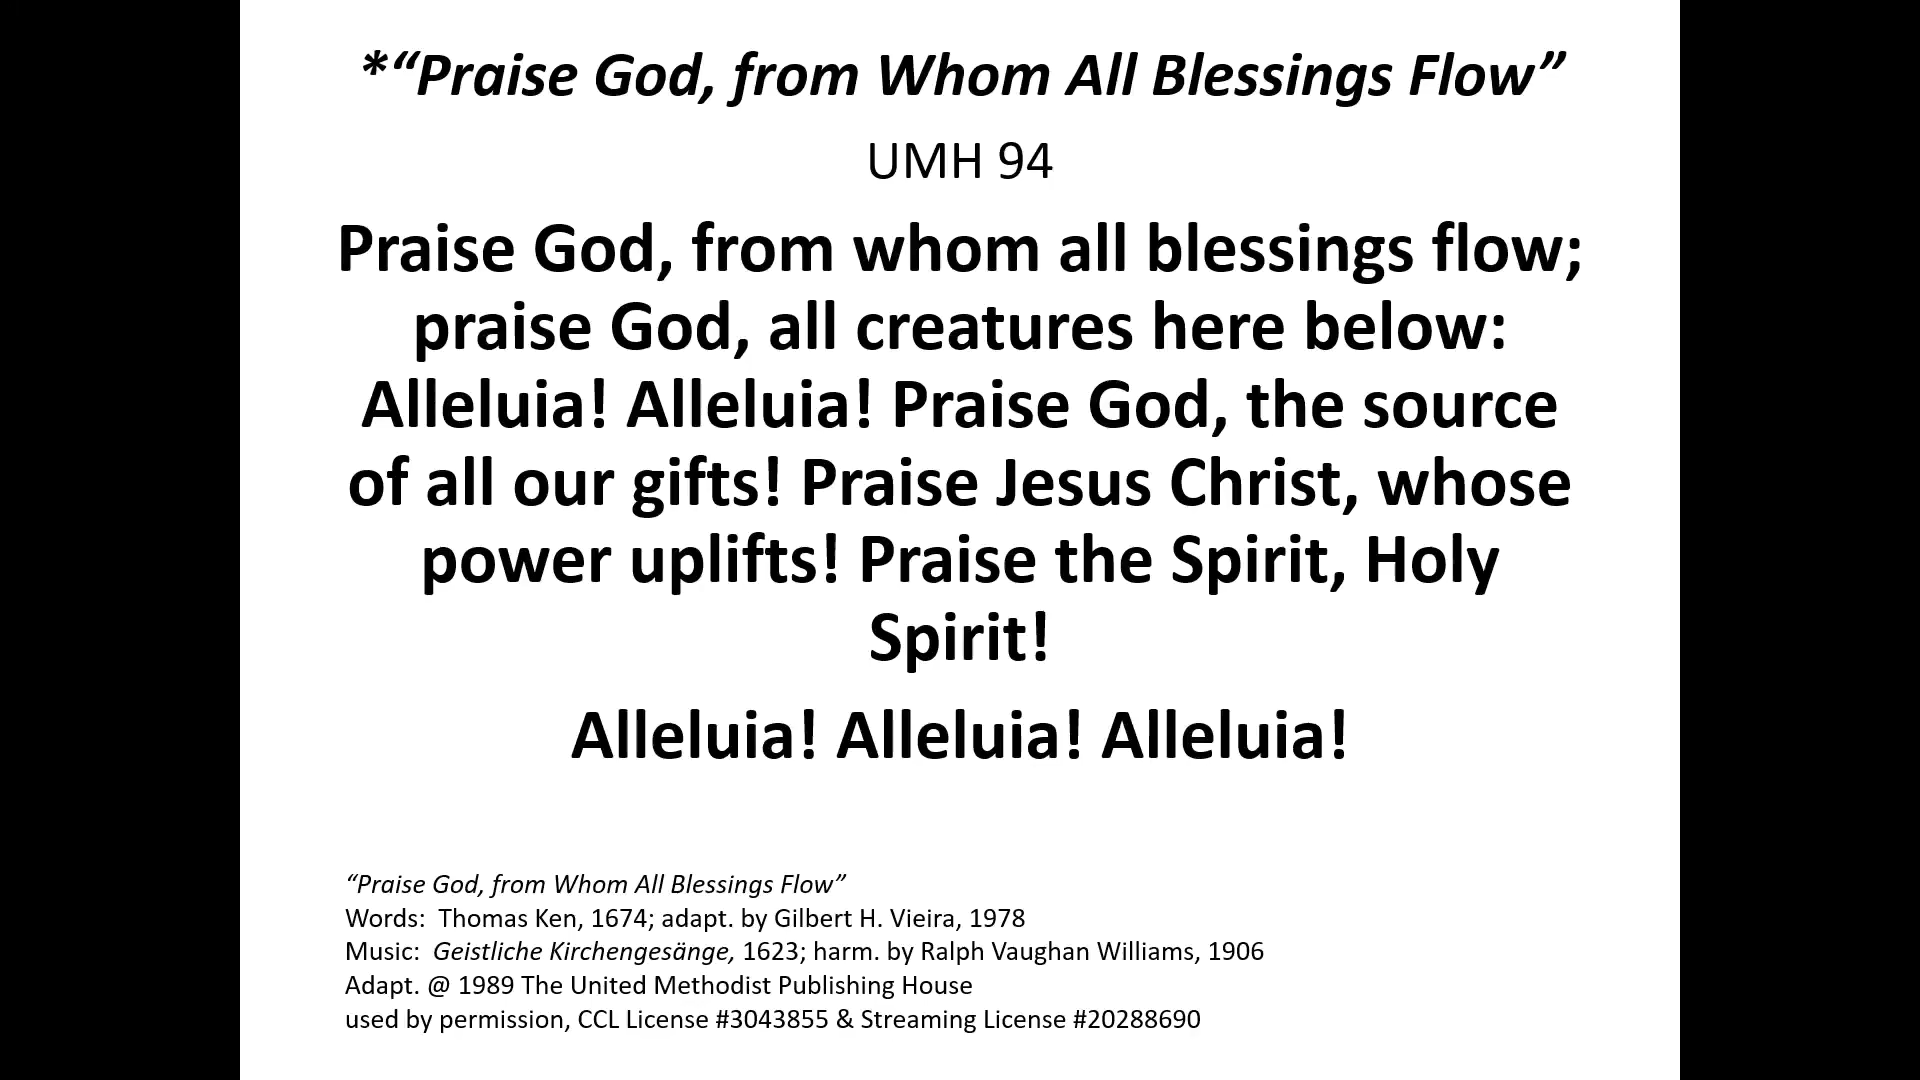 *“Praise God, from Whom All Blessings Flow”
UMH 94
Praise God, from whom all blessings flow;
praise God, all creatures here below:
Alleluia! Alleluia! Praise God, the source
of all our gifts! Praise Jesus Christ, whose
power uplifts! Praise the Spirit, Holy
Spirit!
Alleluia! Alleluia! Alleluia!
“Praise God, from Whom All Blessings Flow”
Words:  Thomas Ken, 1674; adapt. by Gilbert H. Vieira, 1978
Music:  Geistliche Kirchengesänge, 1623; harm. by Ralph Vaughan Williams, 1906
Adapt. @ 1989 The United Methodist Publishing House
used by permission, CCL License #3043855 & Streaming License #20288690